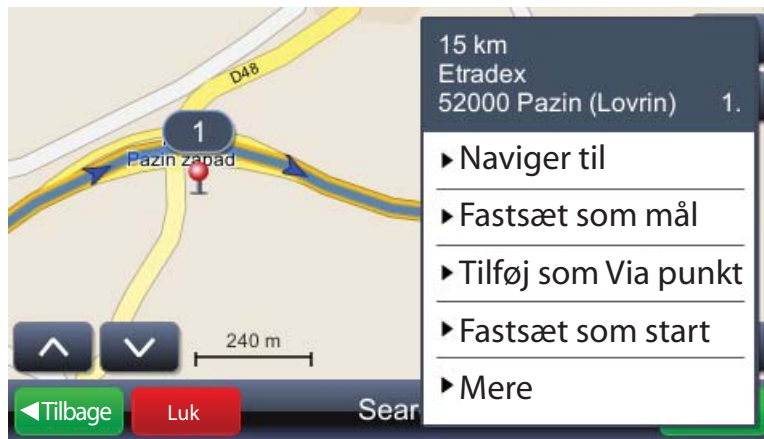 D48
1
Pazin zapad
240 m
15 km
Etradex
52000 Pazin (Lovrin) 1.
Naviger til
Fastsæt som mål
Tilføj som Via punkt
Fastsæt som start
Mere
Tilbage
Luk
Sear